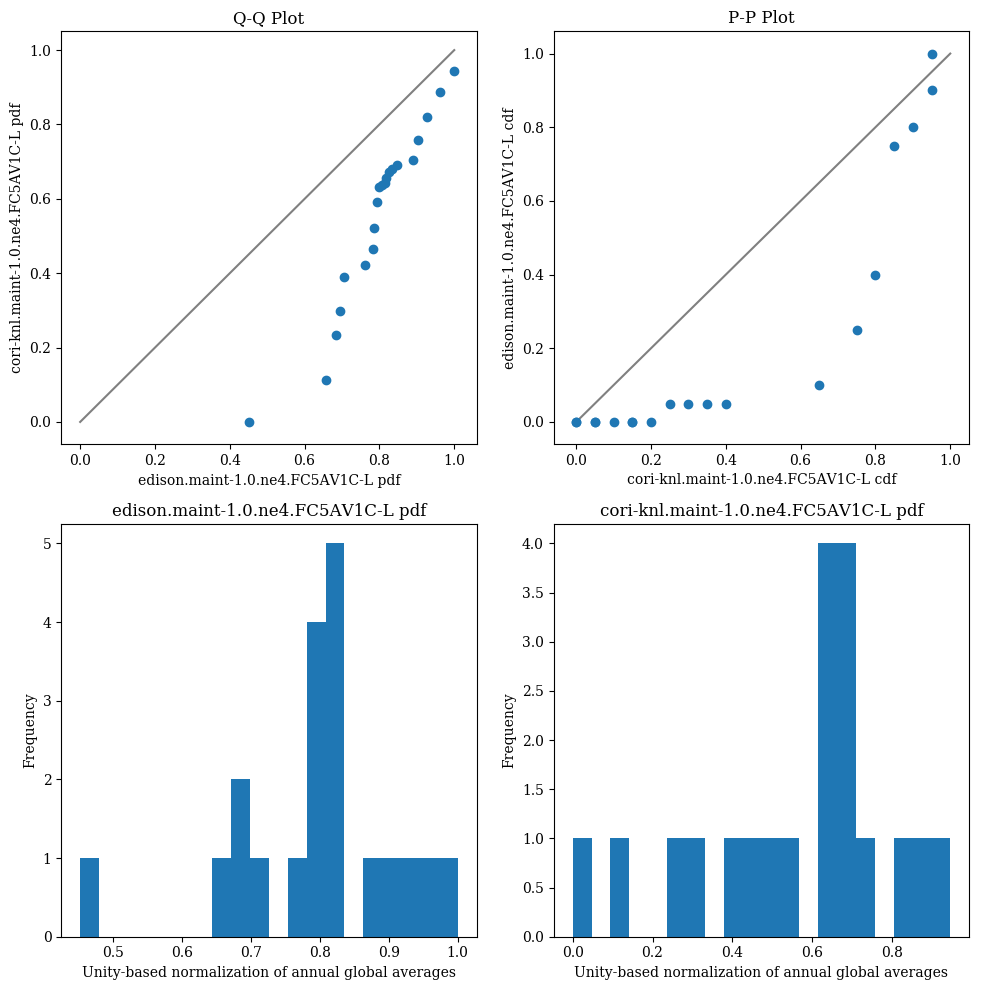 Q-Q Plot
1.0
0.8
0.6
0.4
0.2
0.0
cori-knl.maint-1.0.ne4.FC5AV1C-L pdf
0.0 0.2 0.4 0.6 0.8 1.0
edison.maint-1.0.ne4.FC5AV1C-L pdf
P-P Plot
1.0
0.8
0.6
0.4
0.2
0.0
edison.maint-1.0.ne4.FC5AV1C-L cdf
0.0 0.2 0.4 0.6 0.8 1.0
cori-knl.maint-1.0.ne4.FC5AV1C-L cdf
edison.maint-1.0.ne4.FC5AV1C-L pdf
5
4
3
2
1
0
Frequency
0.5 0.6 0.7 0.8 0.9 1.0
Unity-based normalization of annual global averages
cori-knl.maint-1.0.ne4.FC5AV1C-L pdf
4.0
3.5
3.0
2.5
2.0
1.5
1.0
0.5
0.0
Frequency
0.0 0.2 0.4 0.6 0.8
Unity-based normalization of annual global averages